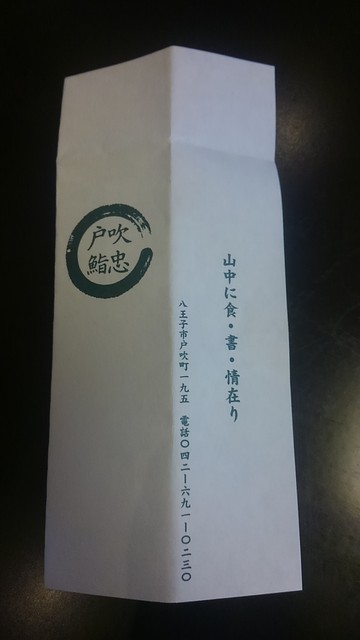 山中に食・書・情在り
八王子市戸吹町一九五　電話〇四二ー六九一ー〇二三〇
戸吹
鮨忠